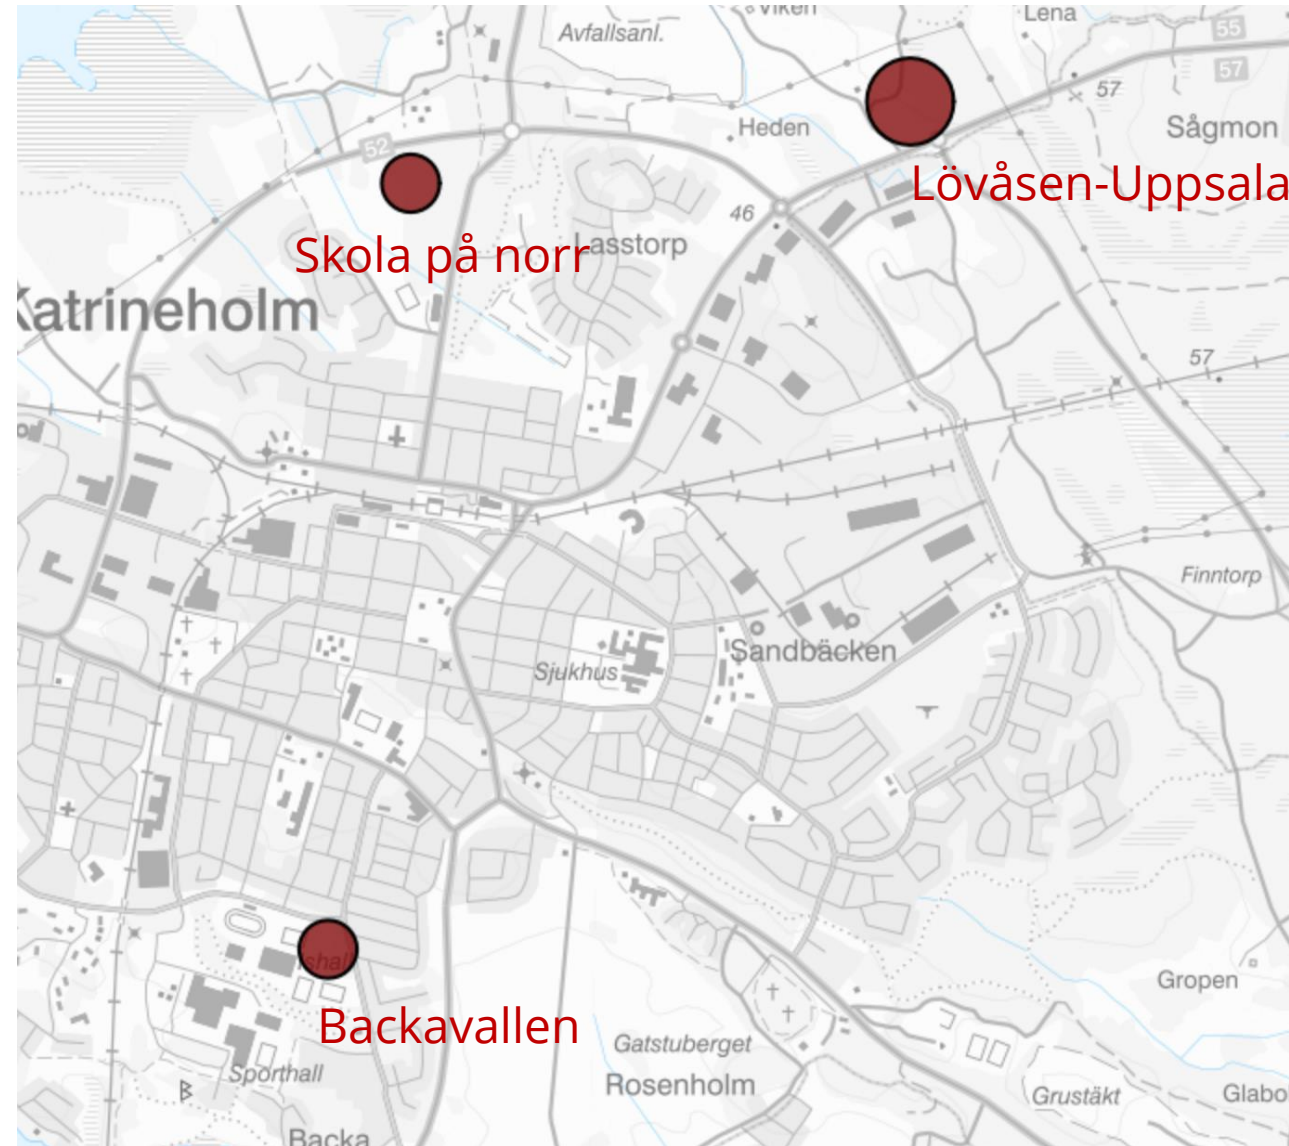 Viken
Lena
Avfallsanl.
55
57
57
Heden
Sågmon
52
Lövåsen-Uppsala
46
Lasstorp
Skola på norr
Katrineholm
57
Finntorp
Sandbäcken
Sjukhus
Gropen
Backavallen
Gatstuberget
Sporthall
Rosenholm
Grustäkt
Backa